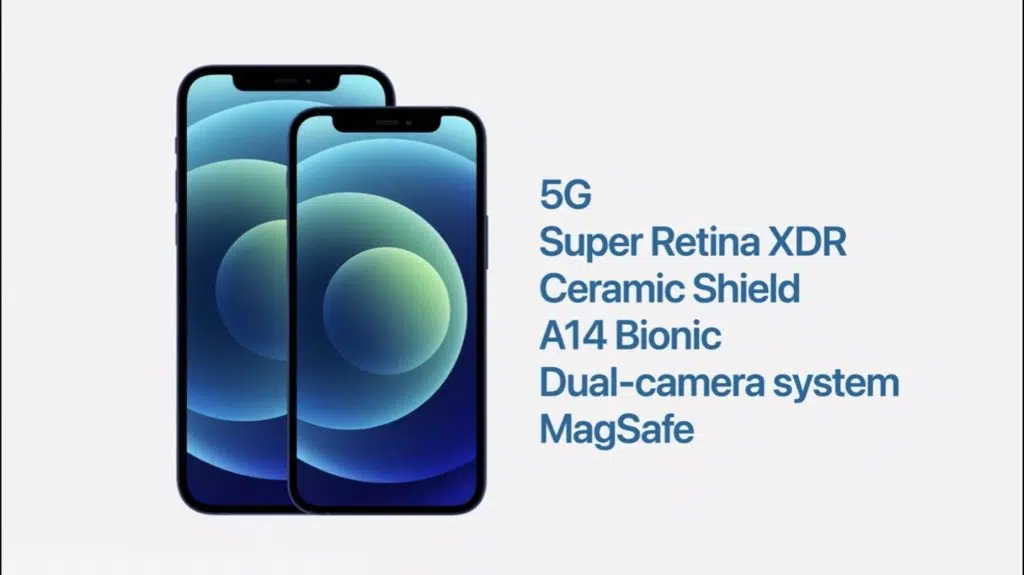 5G
Super Retina XDR
Ceramic Shield
A14 Bionic
Dual-camera system
MagSafe